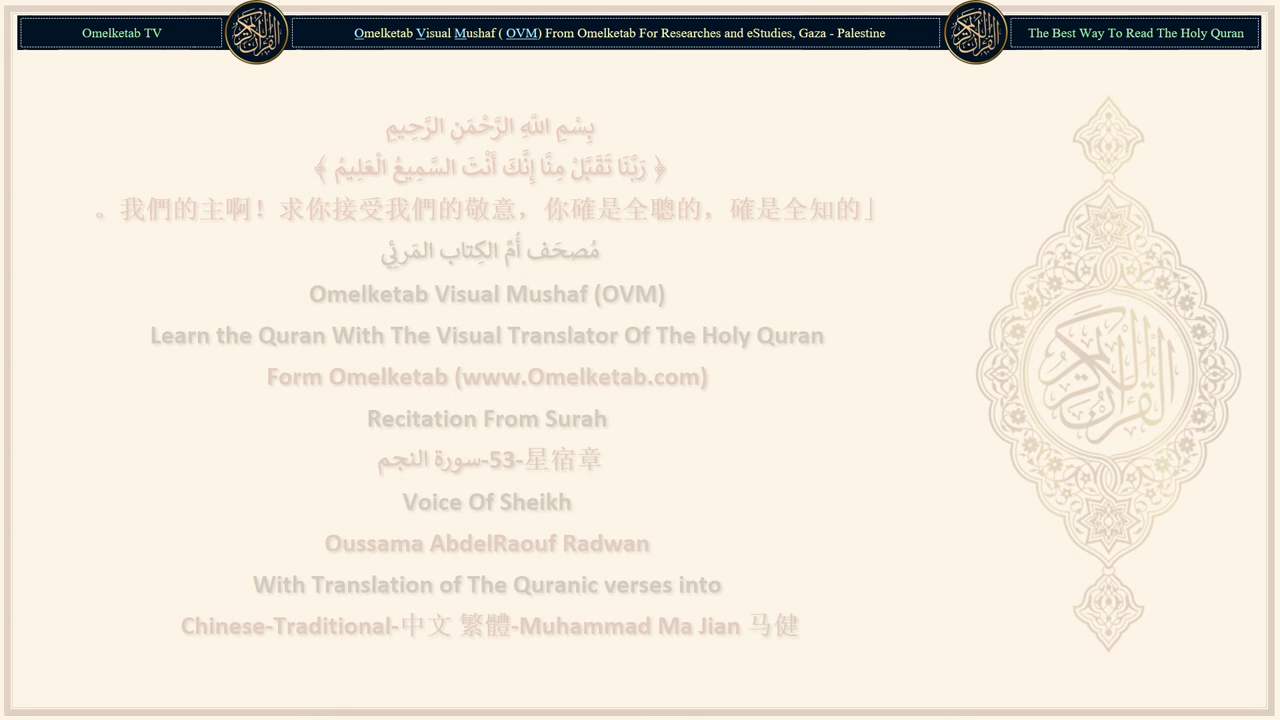 Omelketab TV
Omelketab Visual Mushaf ( OVM) From Omelketab For Researches and eStudies, Gaza - Palestine
The Best Way To Read The Holy Quran
بِسْمِ اللَّهِ الرَّحْمَنِ الرَّحِيمِ
﴿ رَبَّنَا تَقَبَّلْ مِنَّا إِنَّكَ أَنْتَ السَّمِيعُ الْعَلِيمُ ﴾
。我們的主啊！求你接受我們的敬意，你確是全聰的，確是全知的」
مُصحَف أُمِّ الكِتاب المَرئِي
Omelketab Visual Mushaf (OVM)
Learn the Quran With The Visual Translator Of The Holy Quran
Form Omelketab (www.Omelketab.com)
Recitation From Surah
سورة النجم-53-星宿章
Voice Of Sheikh
Oussama AbdelRaouf Radwan
With Translation of The Quranic verses into
Chinese-Traditional-中文 繁體-Muhammad Ma Jian 马健
القرآن الكريم